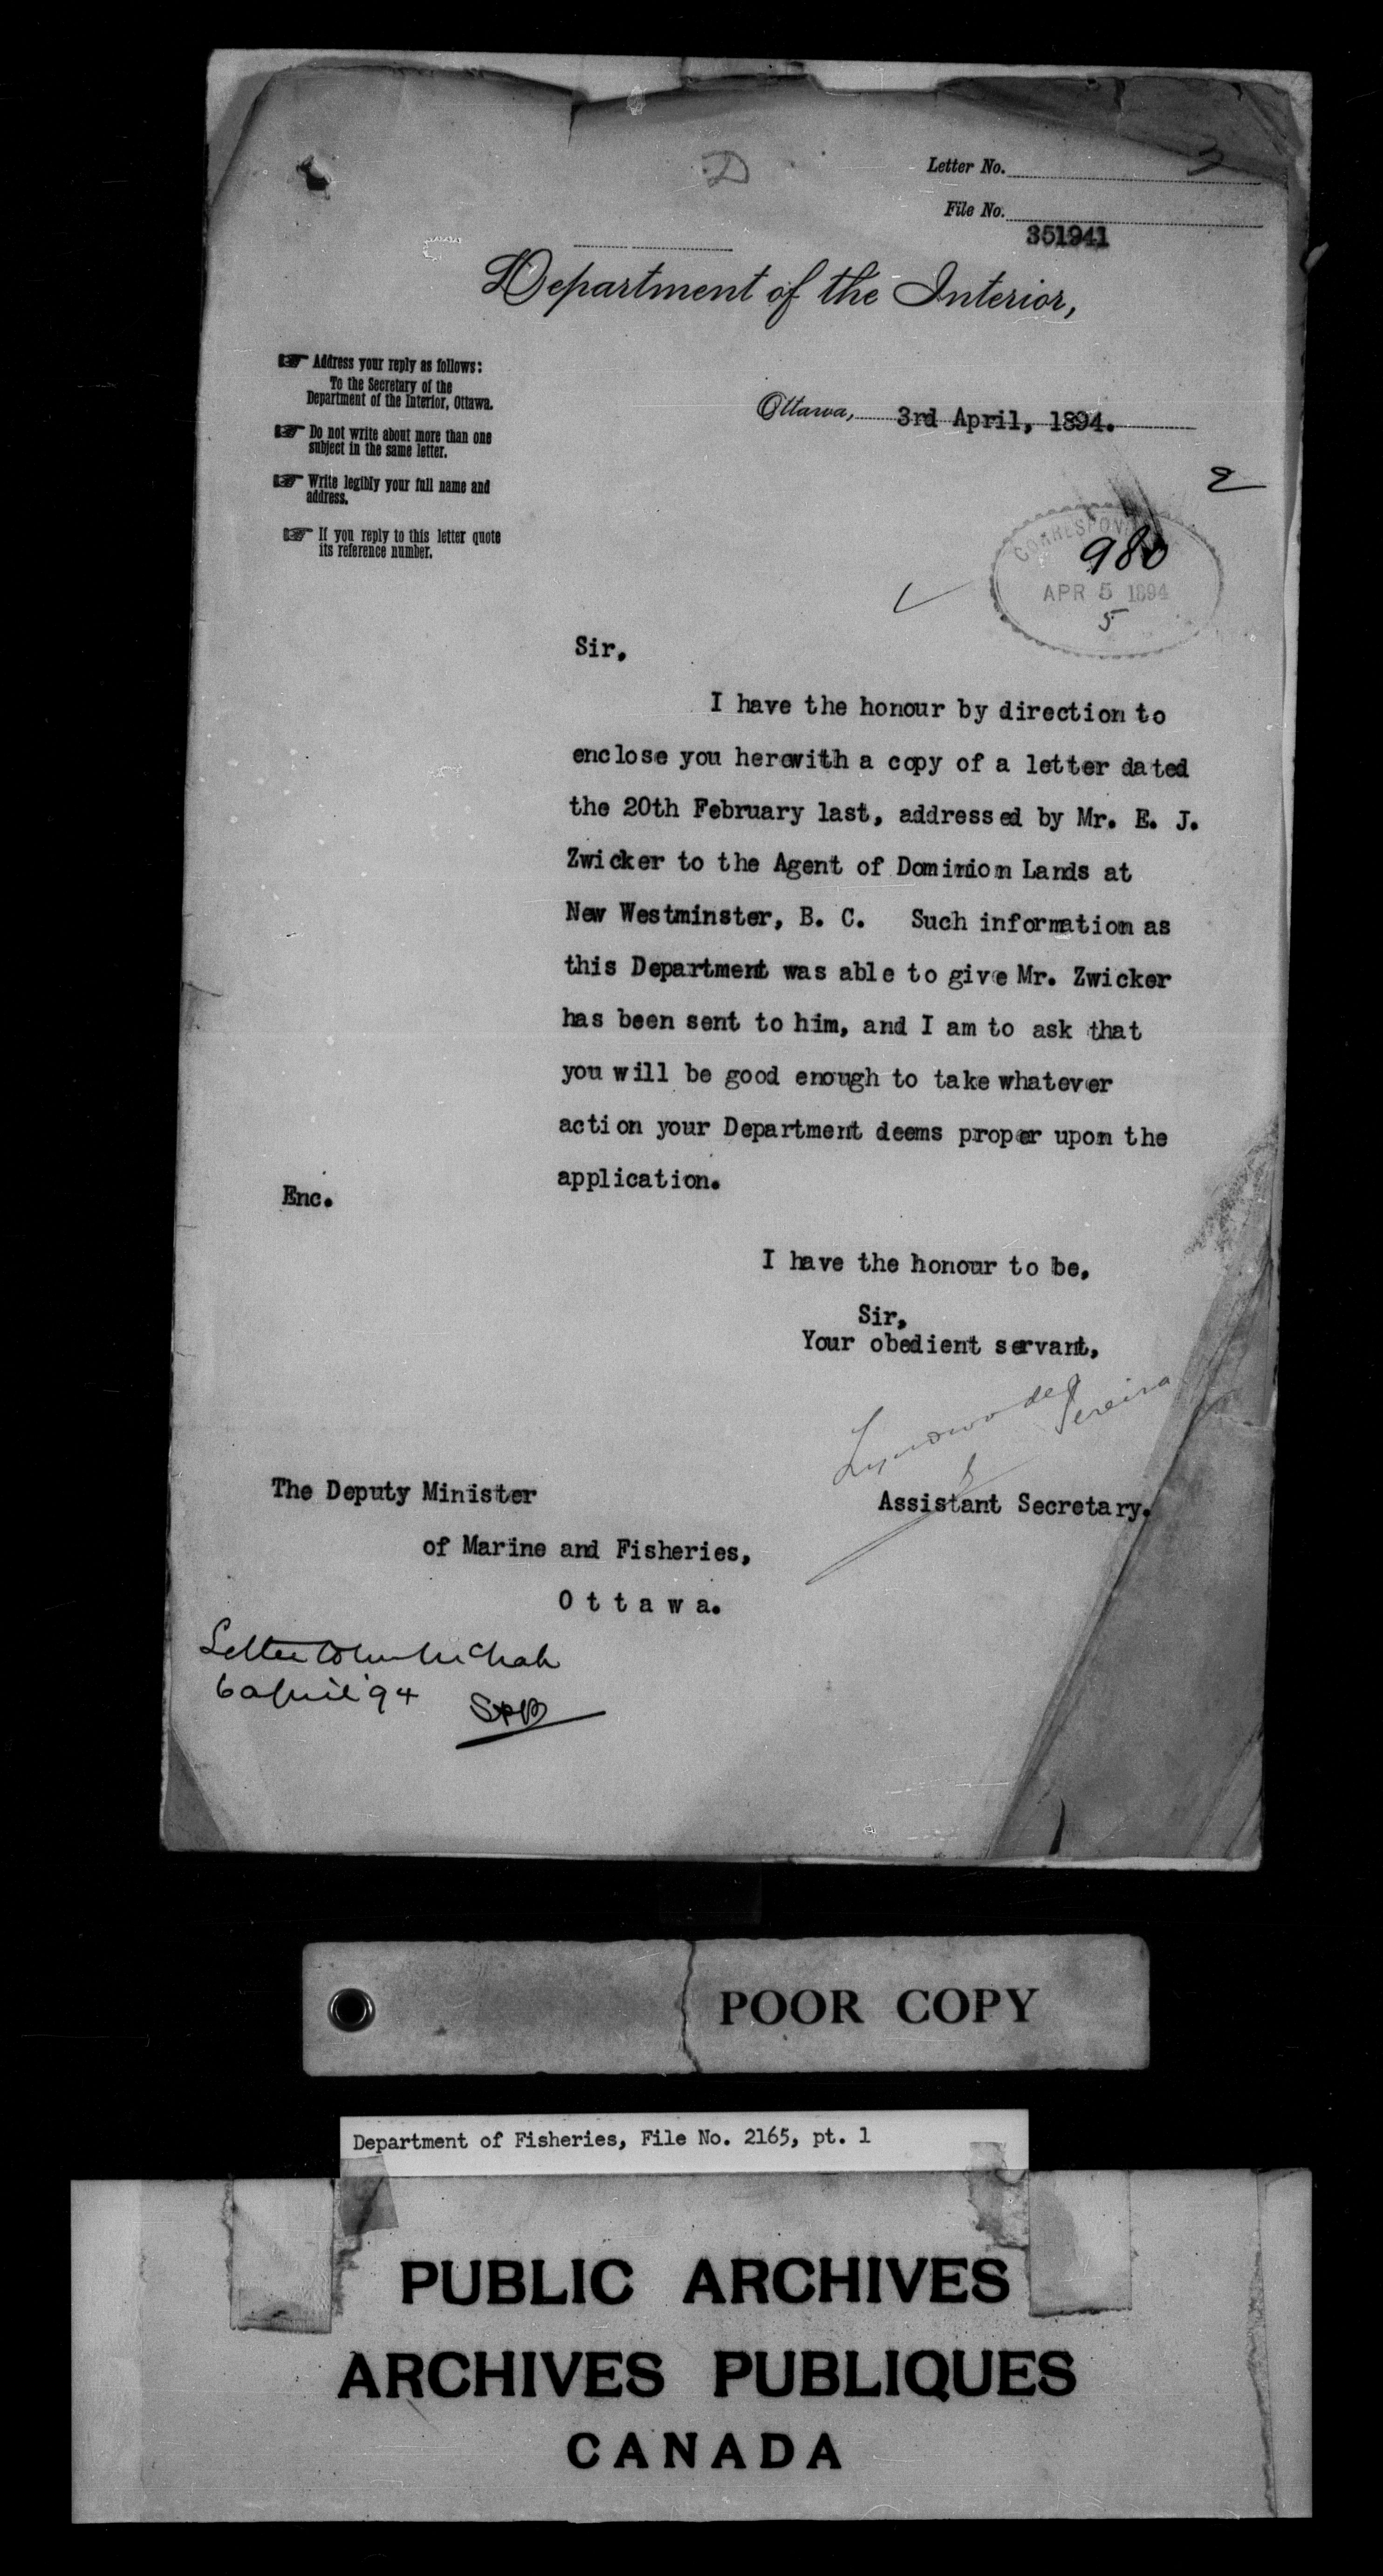 D
Letter No.
File No.
351941
Department of the Interior,
Address your reply as follows:
To the Secretary of the
Department of the Interior, Ottawa.
Do not write about more than one
subject in the same letter.
Write legibly your full name and
address.
If you reply to this letter quote
its reference number.
Ottawa, 3rd April, 1894.
980
APR 5 1894
5
Sir,
I have the honour by direction to
enclose you herewith a copy of a letter dated
the 20th February last, addressed by Mr. E. J.
Zwicker to the Agent of Dominion Lands at
New Westminster, B. C. Such information as
this Department was able to give Mr. Zwicker
has been sent to him, and I am to ask that
you will be good enough to take whatever
action your Department deems proper upon the
application.
Enc.
I have the honour to be,
Sir,
Your obedient servant,
Pereira
Assistant Secretary.
The Deputy Minister
of Marine and Fisheries,
Ottawa.
Letter
6 April '94
POOR COPY
Department of Fisheries, File No. 2165, pt. 1
PUBLIC ARCHIVES
ARCHIVES PUBLIQUES
CANADA